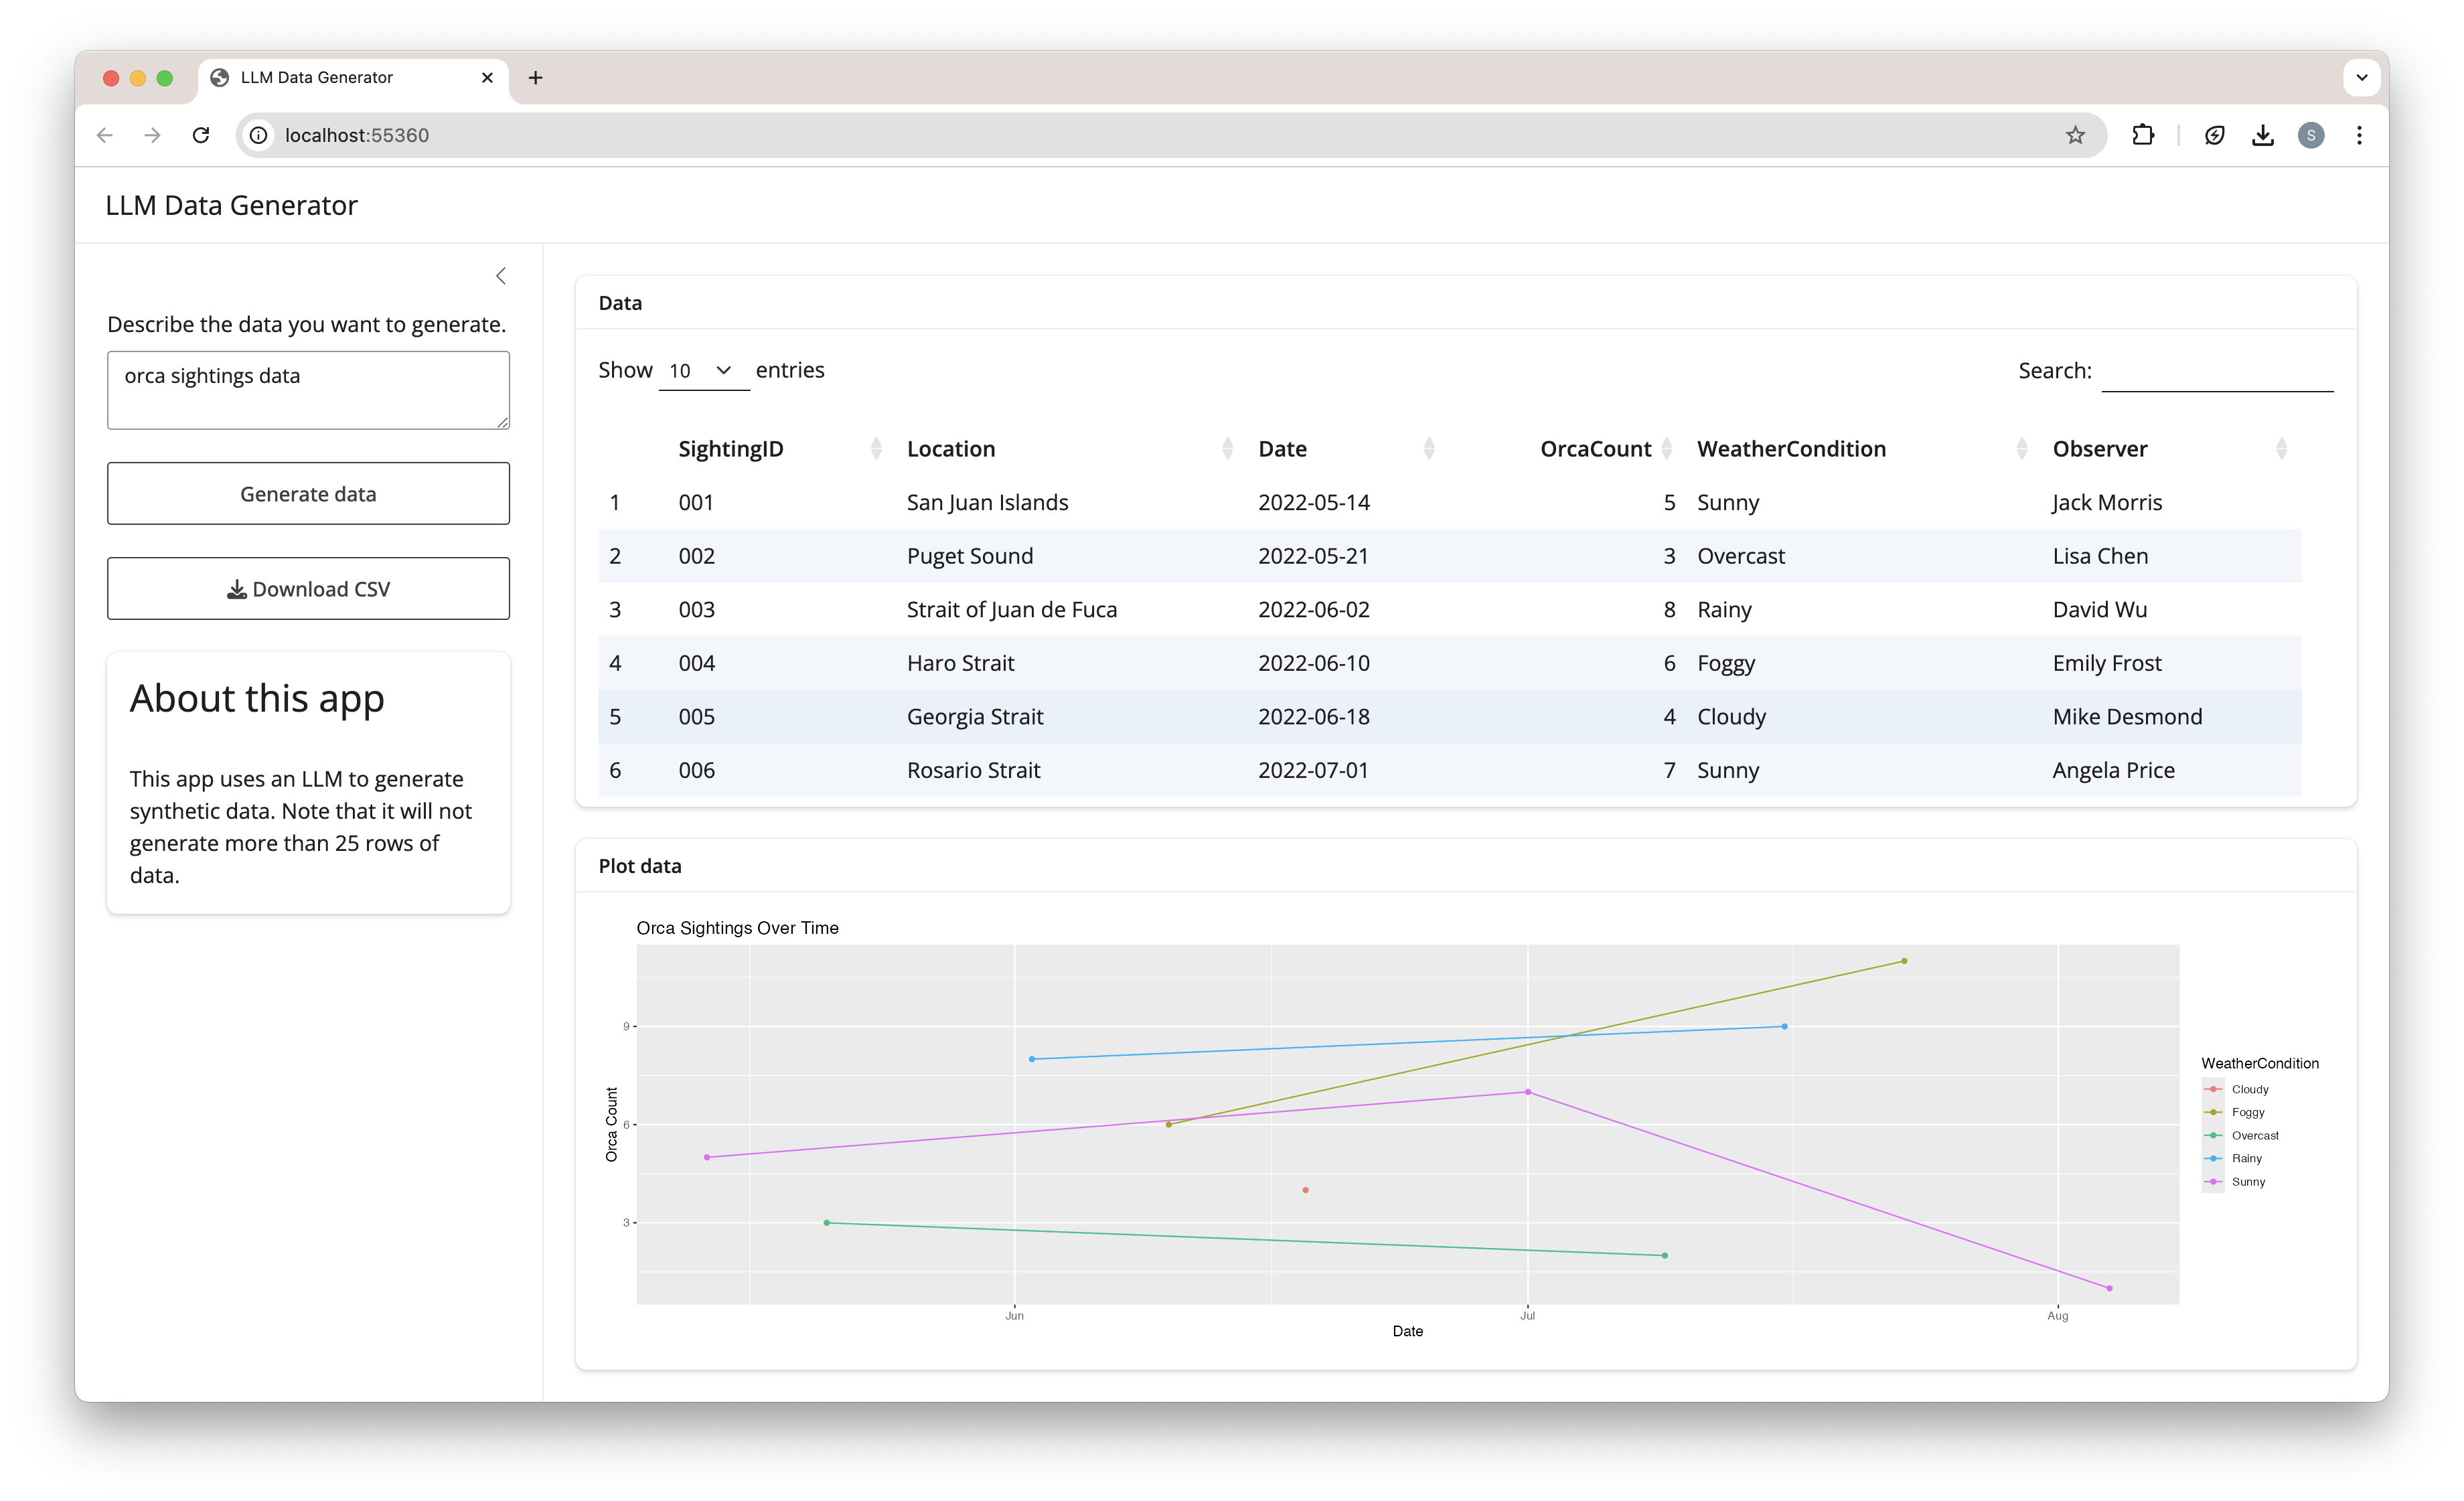 LLM Data Generator
localhost:55360
S
LLM Data Generator
Describe the data you want to generate.
orca sightings data
Generate data
Download CSV
About this app
This app uses an LLM to generate
synthetic data. Note that it will not
generate more than 25 rows of
data.
Data
Show 10 entries
Search:
SightingID Location Date OrcaCount WeatherCondition Observer
1 001 San Juan Islands 2022-05-14 5 Sunny Jack Morris
2 002 Puget Sound 2022-05-21 3 Overcast Lisa Chen
3 003 Strait of Juan de Fuca 2022-06-02 8 Rainy David Wu
4 004 Haro Strait 2022-06-10 6 Foggy Emily Frost
5 005 Georgia Strait 2022-06-18 4 Cloudy Mike Desmond
6 006 Rosario Strait 2022-07-01 7 Sunny Angela Price
Plot data
Orca Sightings Over Time
Orca Count
9
6
3
Jun Jul Aug
Date
WeatherCondition
Cloudy
Foggy
Overcast
Rainy
Sunny